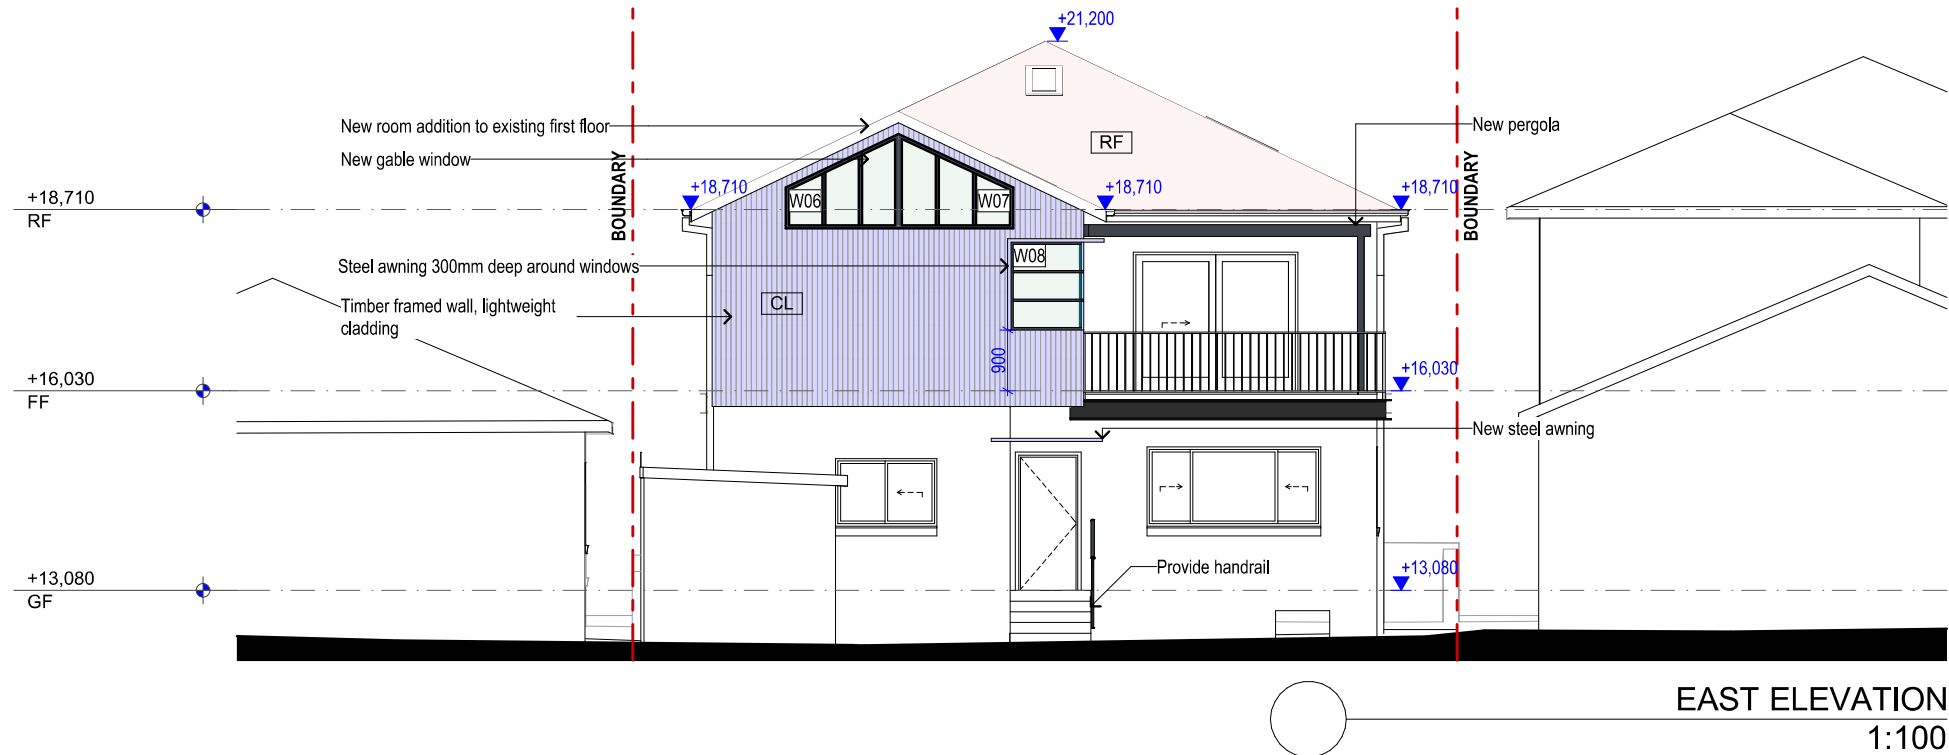 +21,200
New room addition to existing first floor
New pergola
RF
New gable window
BOUNDARY
BOUNDARY
+18,710
RF
+18,710
W06
W07
+18,710
+18,710
W08
Steel awning 300mm deep around windows
CL
Timber framed wall, lightweight
cladding
900
+16,030
FF
+16,030
New steel awning
Provide handrail
+13,080
GF
+13,080
EAST ELEVATION
1:100